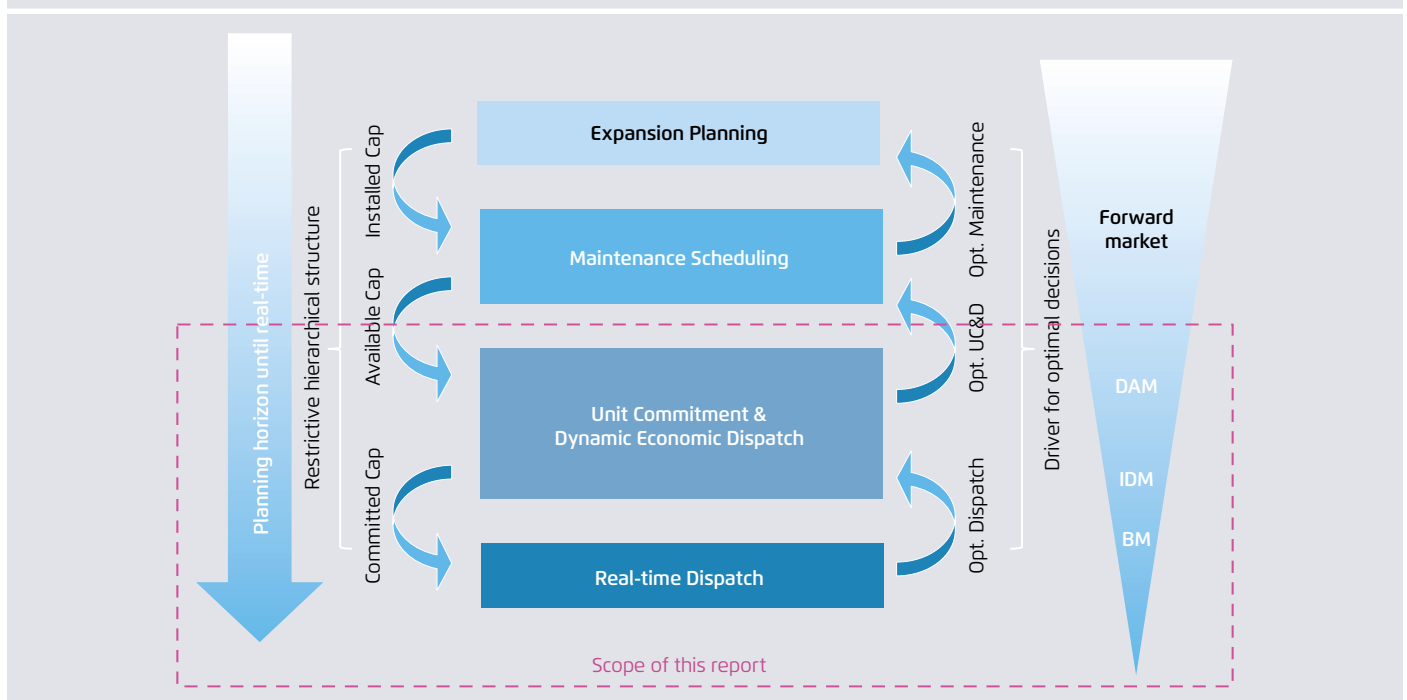 Planning horizon until real-time
Restrictive hierarchical structure
Installed Cap
Available Cap
Committed Cap
Expansion Planning
Maintenance Scheduling
Unit Commitment &
Dynamic Economic Dispatch
Real-time Dispatch
Opt. Maintenance
Opt. UC&D
Opt. Dispatch
Driver for optimal decisions
Forward
market
DAM
IDM
BM
Scope of this report